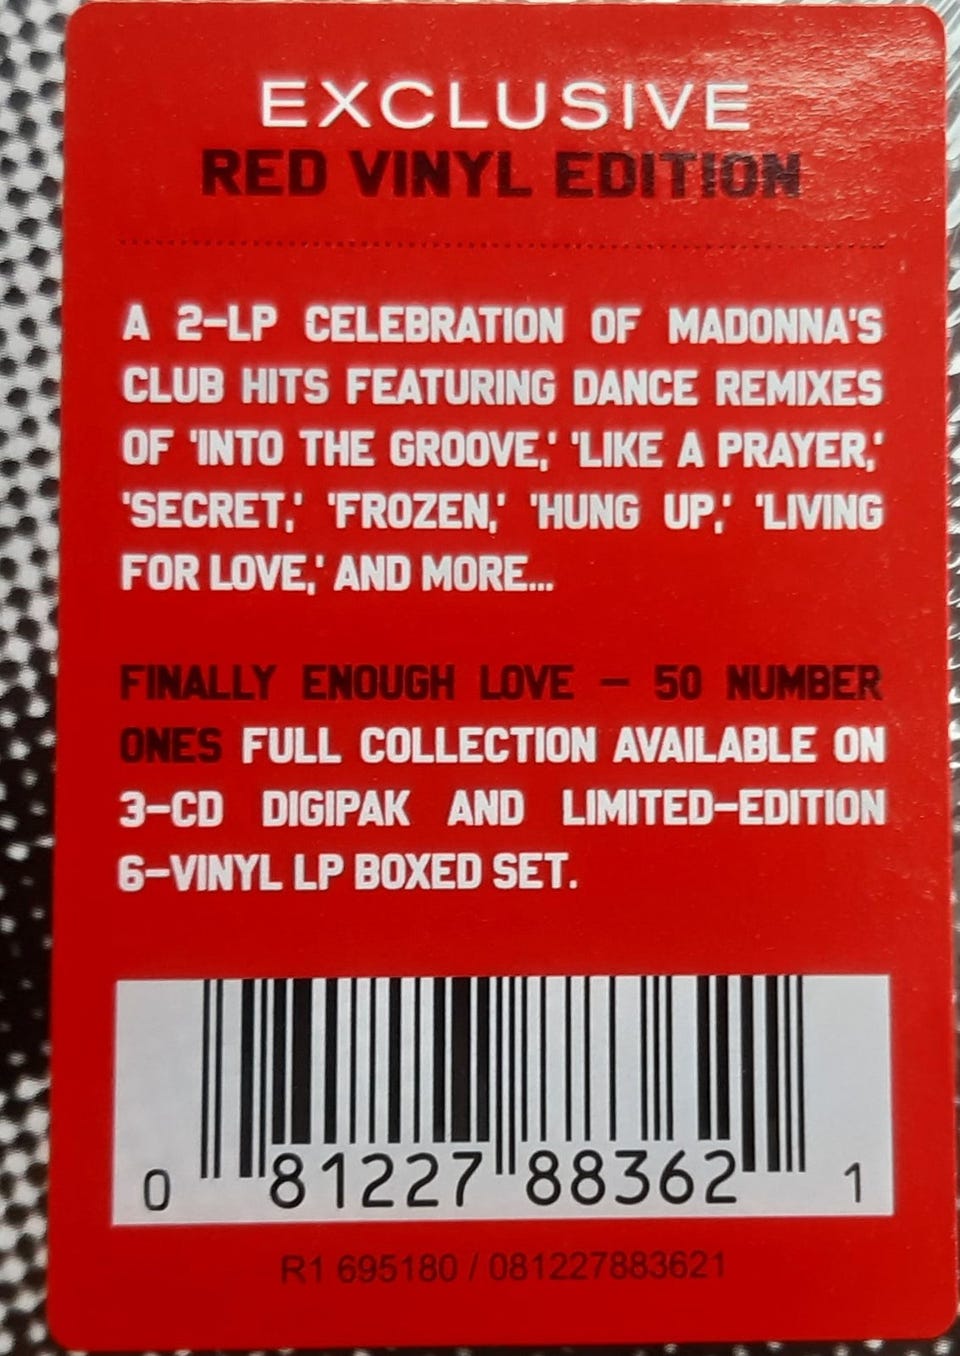 EXCLUSIVE
RED VINYL EDITION
A 2-LP CELEBRATION OF MADONNA'S
CLUB HITS FEATURING DANCE REMIXES
OF 'INTO THE GROOVE,' 'LIKE A PRAYER,'
'SECRET,' 'FROZEN,' 'HUNG UP,' 'LIVING
FOR LOVE,' AND MORE...
FINALLY ENOUGH LOVE – 50 NUMBER
ONES FULL COLLECTION AVAILABLE ON
3-CD DIGIPAK AND LIMITED-EDITION
6-VINYL LP BOXED SET.
0 81227 88362 1
R1 695180 / 081227883621